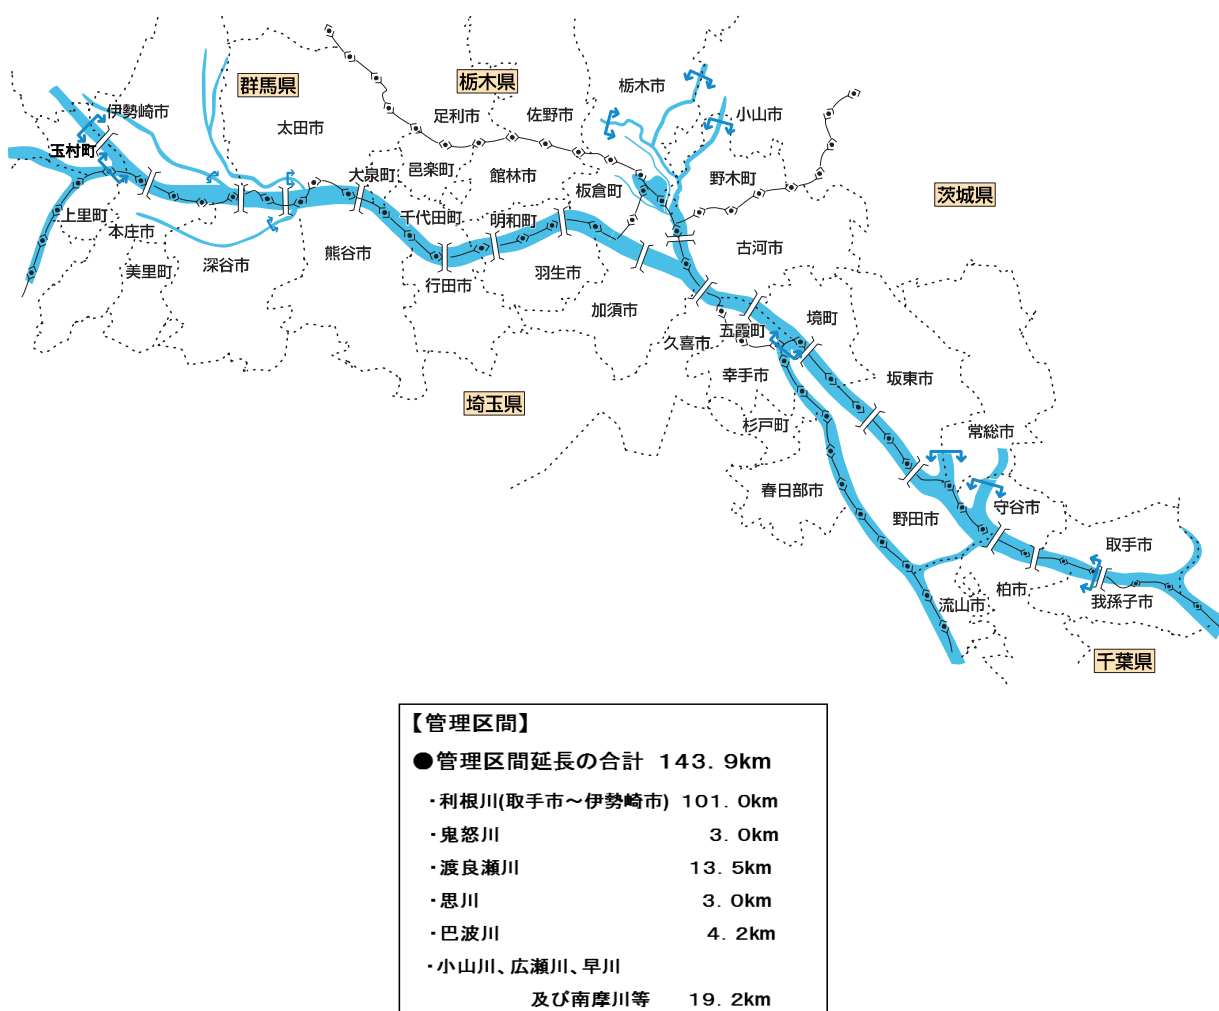 群馬県
栃木県
栃木市
伊勢崎市
太田市
足利市
佐野市
小山市
玉村町
大泉町
邑楽町
館林市
板倉町
野木町
茨城県
上里町
本庄市
千代田町
明和町
美里町
深谷市
熊谷市
行田市
羽生市
古河市
加須市
久喜市
五霞町
境町
幸手市
坂東市
埼玉県
杉戸町
常総市
春日部市
野田市
守谷市
取手市
流山市
柏市
我孫子市
千葉県
【管理区間】
●管理区間延長の合計 143. 9km
・利根川(取手市～伊勢崎市) 101. 0km
・鬼怒川 3. 0km
・渡良瀬川 13. 5km
・思川 3. 0km
・巴波川 4. 2km
・小山川、広瀬川、早川
及び南摩川等 19. 2km